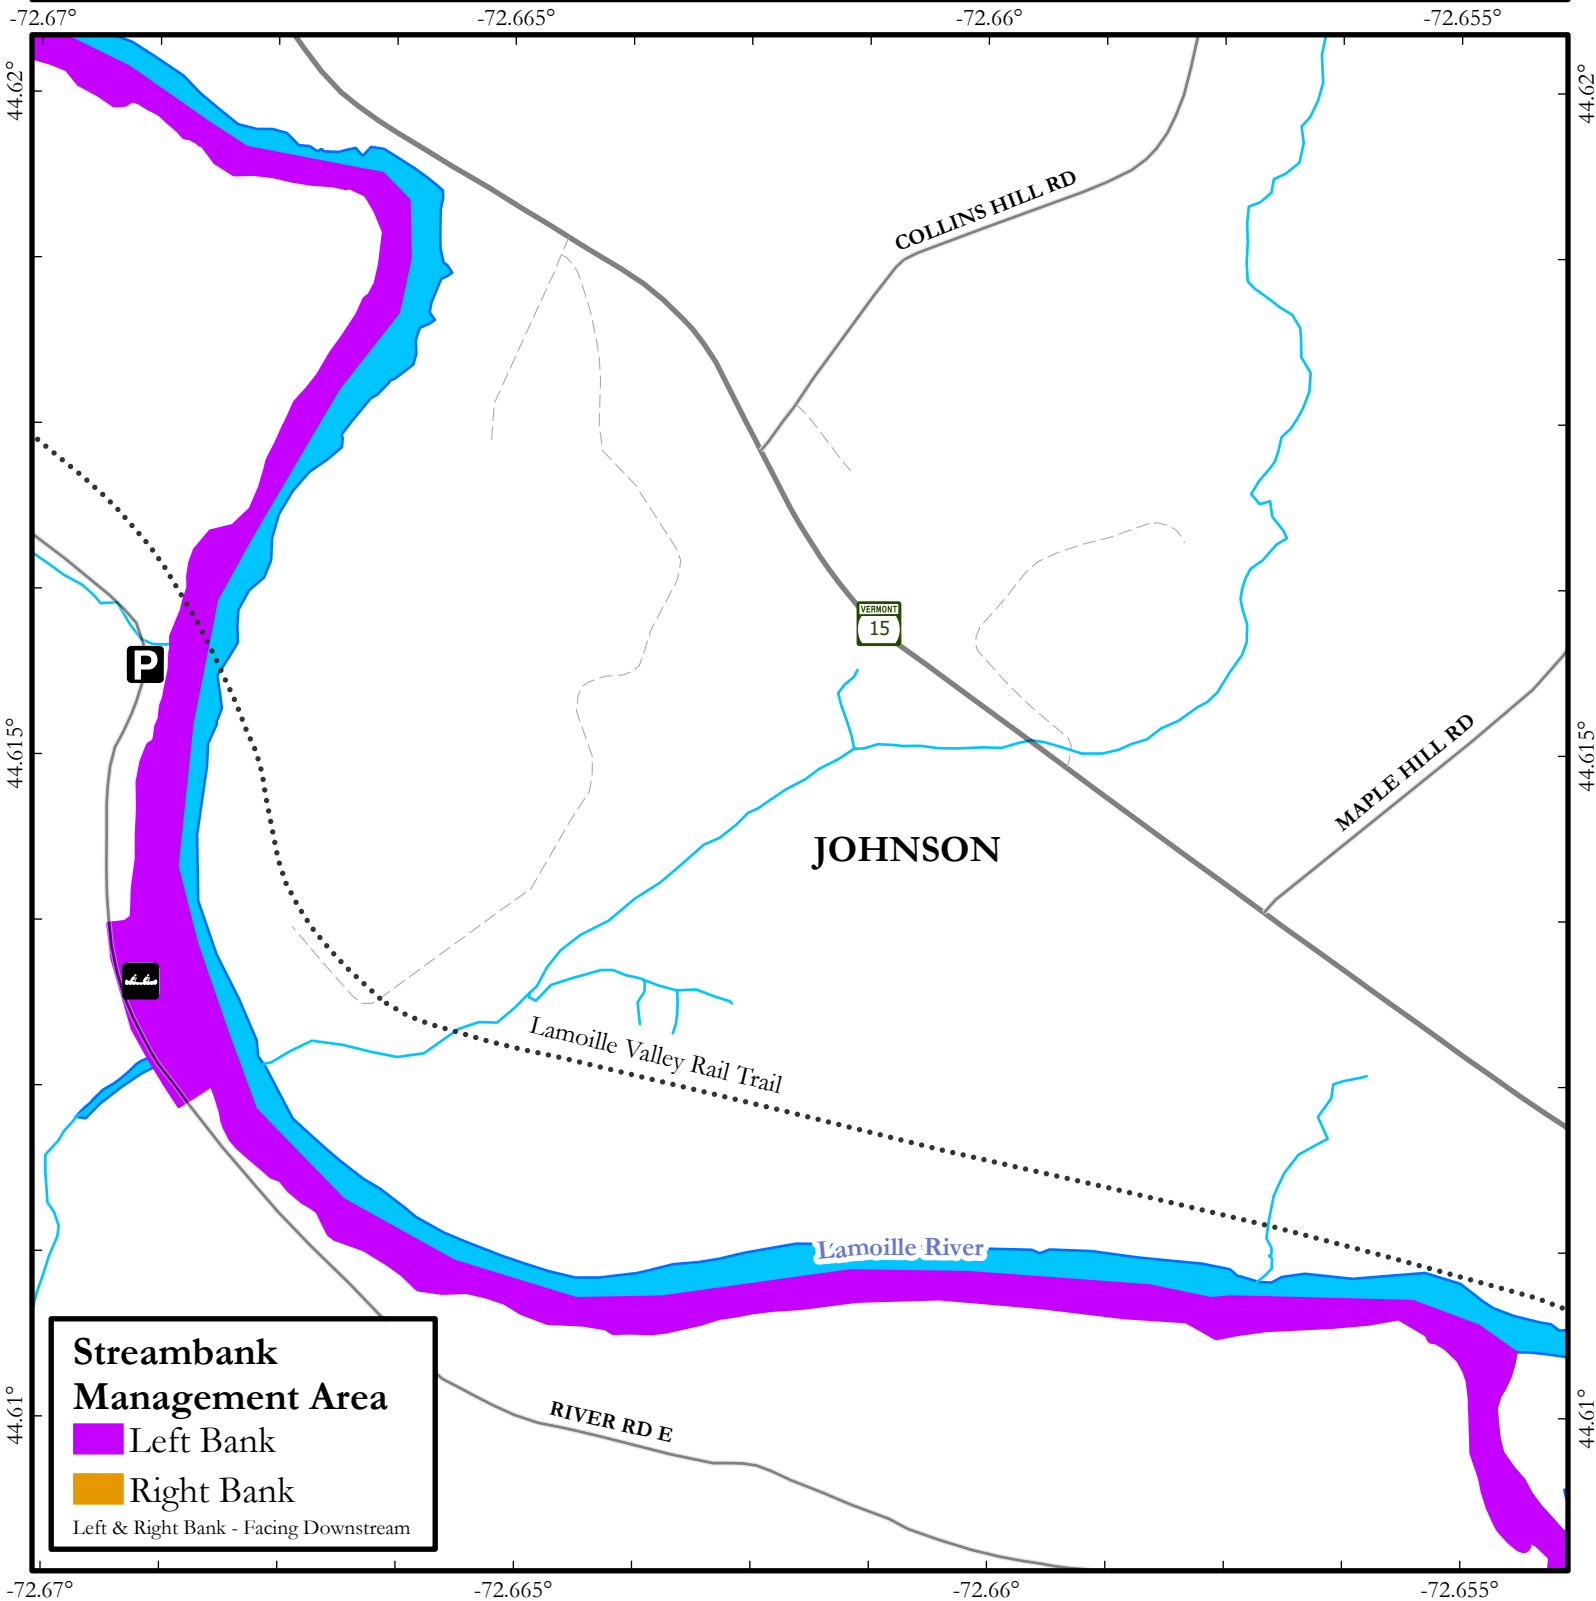 -72.67° -72.665° -72.66° -72.655°
44.62° 44.62°
COLLINS HILL RD
VERMONT
15
P
44.615° 44.615°
MAPLE HILL RD
JOHNSON
Lamoille Valley Rail Trail
Lamoille River
Streambank
Management Area
Left Bank
Right Bank
Left & Right Bank - Facing Downstream
RIVER RD E
44.61° 44.61°
-72.67° -72.665° -72.66° -72.655°